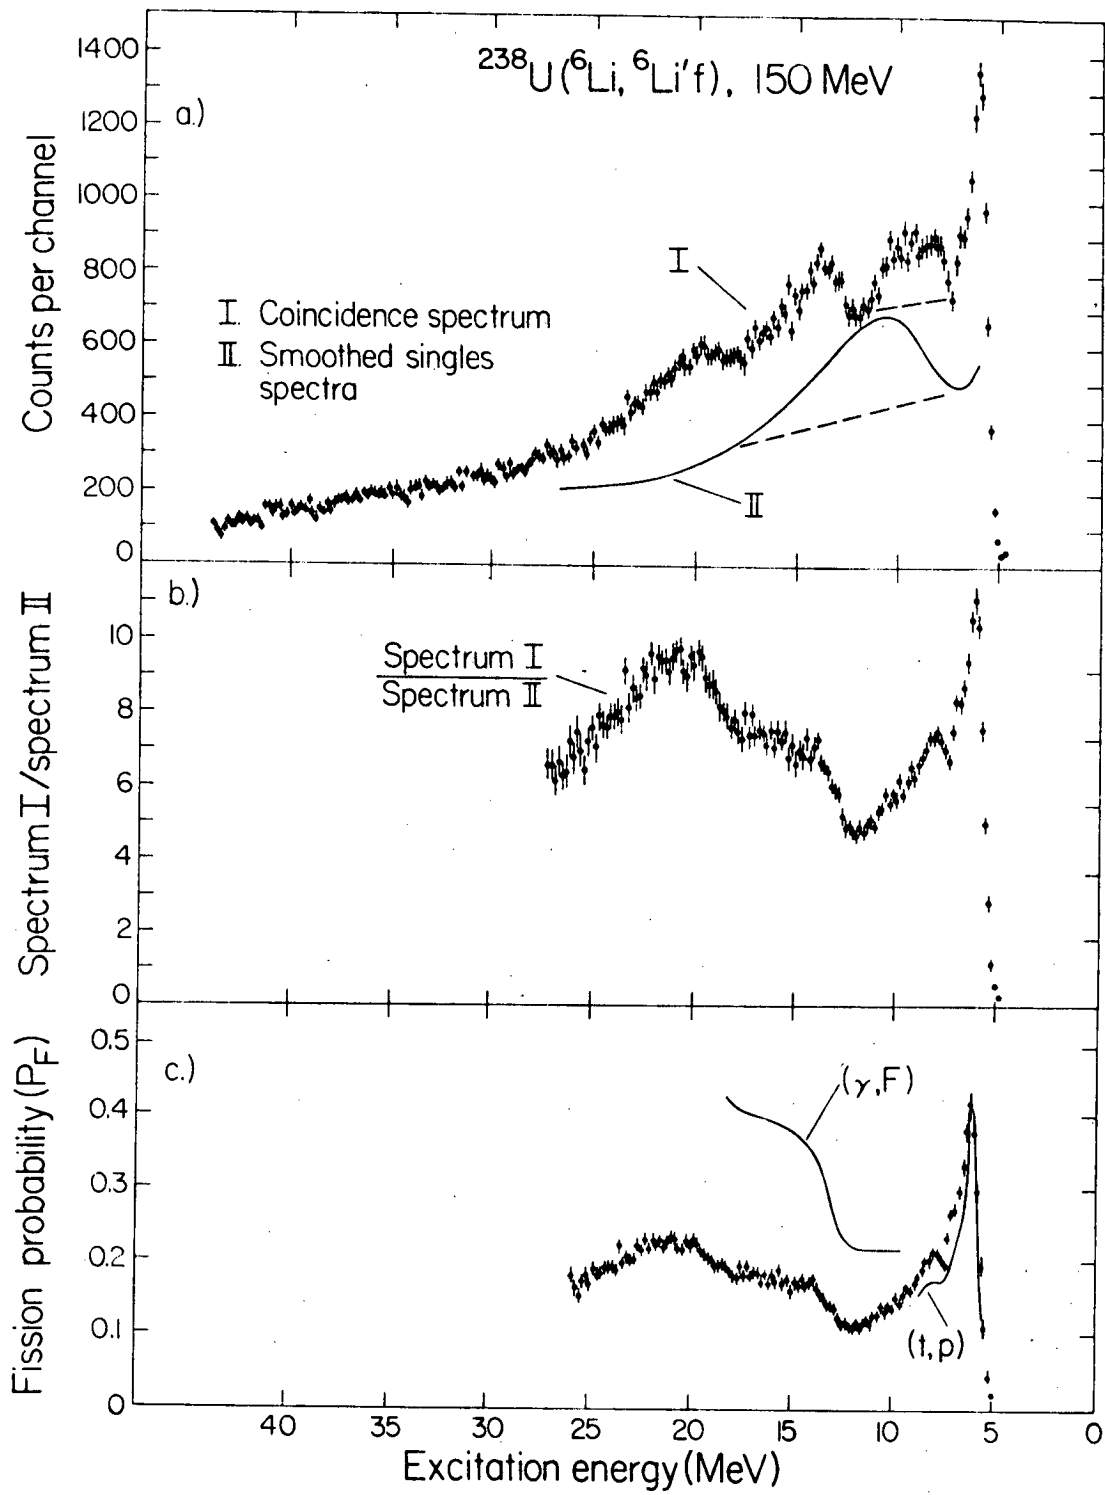 ²³⁸U(⁶Li, ⁶Li'f), 150 MeV
a.)
Counts per channel
1400
1200
1000
800
600
400
200
0
I
I. Coincidence spectrum
II. Smoothed singles
spectra
II
b.)
Spectrum I/spectrum II
10
8
6
4
2
0
Spectrum I
Spectrum II
c.)
Fission probability (P_F)
0.5
0.4
0.3
0.2
0.1
0
(γ,F)
(t,p)
40 35 30 25 20 15 10 5 0
Excitation energy (MeV)